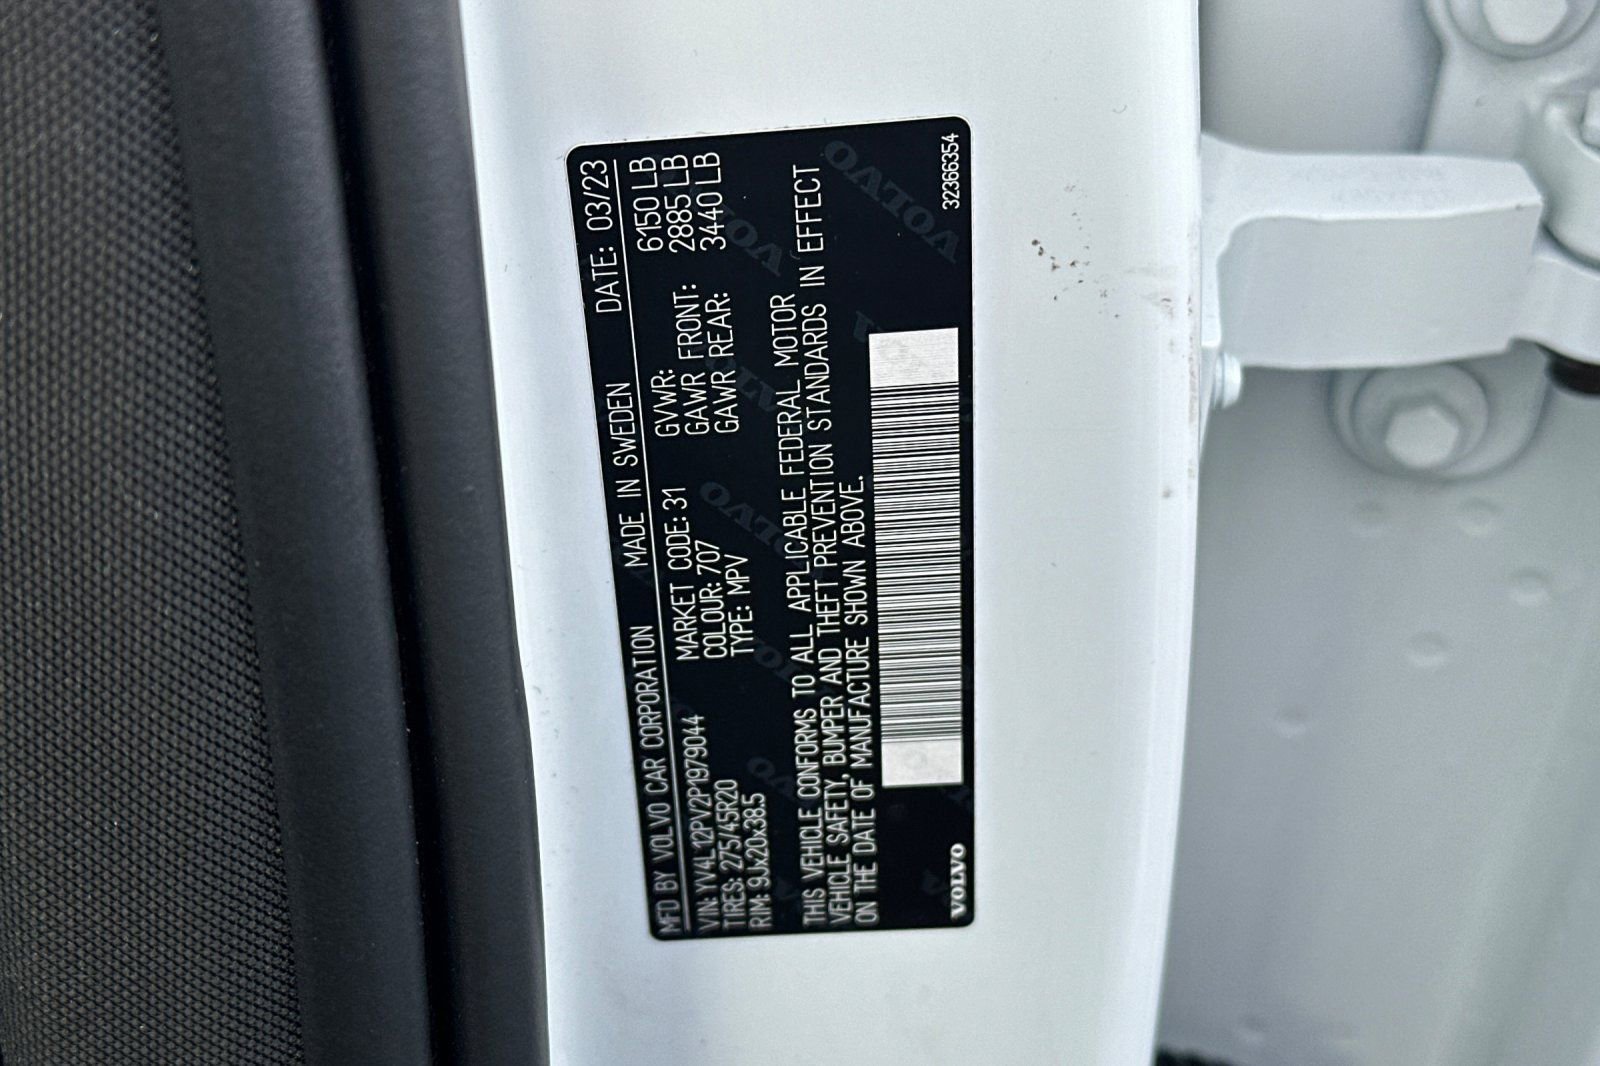 MFD BY VOLVO CAR CORPORATION MADE IN SWEDEN DATE: 03/23
VIN: YV4L12PV2P1979044 MARKET CODE: 31 GVWR: 6150 LB
TIRES: 275/45R20 COLOUR: 707 GAWR FRONT: 2885 LB
RIM: 9Jx20x38.5 TYPE: MPV GAWR REAR: 3440 LB
THIS VEHICLE CONFORMS TO ALL APPLICABLE FEDERAL MOTOR
VEHICLE SAFETY, BUMPER AND THEFT PREVENTION STANDARDS IN EFFECT
ON THE DATE OF MANUFACTURE SHOWN ABOVE.
VOLVO 32366354